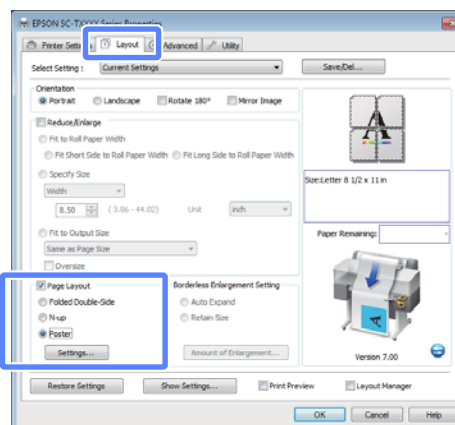 EPSON SC-TXXXX Series Properties
Printer Settings Layout Advanced Utility
Select Setting : Current Settings Save/Del...
Orientation
Portrait Landscape Rotate 180° Mirror Image
Reduce/Enlarge
Fit to Roll Paper Width
Fit Short Side to Roll Paper Width Fit Long Side to Roll Paper Width
Specify Size
Width
8.50 ( 3.86 - 44.02) Unit inch
Fit to Output Size
Same as Page Size
Oversize
Size:Letter 8 1/2 x 11 in
Paper Remaining:
Page Layout
Folded Double-Side
N-up
Poster
Settings...
Borderless Enlargement Setting
Auto Expand
Retain Size
Amount of Enlargement...
A
A
Version 7.00
Restore Settings Show Settings... Print Preview Layout Manager
OK Cancel Help